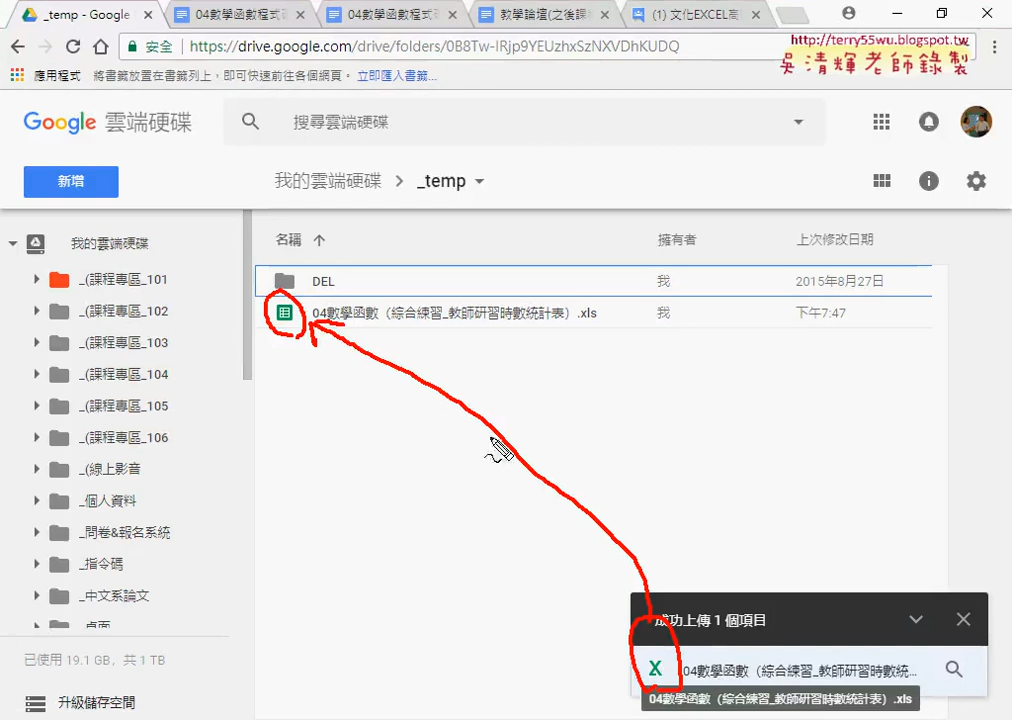 _temp - Google
04數學函數程式碼
04數學函數程式碼
教學論壇(之後課
(1) 文化EXCEL高
安全
https://drive.google.com/drive/folders/0B8Tw-IRjp9YEUzhxSzNXVDhKUDQ
http://terry55wu.blogspot.tw
吳清輝老師錄製
應用程式
將書籤放置在書籤列上，即可快速前往各個網頁。
立即匯入書籤...
Google 雲端硬碟
搜尋雲端硬碟
新增
我的雲端硬碟 > _temp
我的雲端硬碟
_(課程專區_101
_(課程專區_102
_(課程專區_103
_(課程專區_104
_(課程專區_105
_(課程專區_106
_(線上影音
_個人資料
_問卷&報名系統
_指令碼
_中文系論文
_桌面
已使用 19.1 GB，共 1 TB
升級儲存空間
名稱
擁有者
上次修改日期
DEL
我
2015年8月27日
04數學函數（綜合練習_教師研習時數統計表）.xls
我
下午7:47
成功上傳 1 個項目
X
04數學函數（綜合練習_教師研習時數統...
04數學函數（綜合練習_教師研習時數統計表）.xls